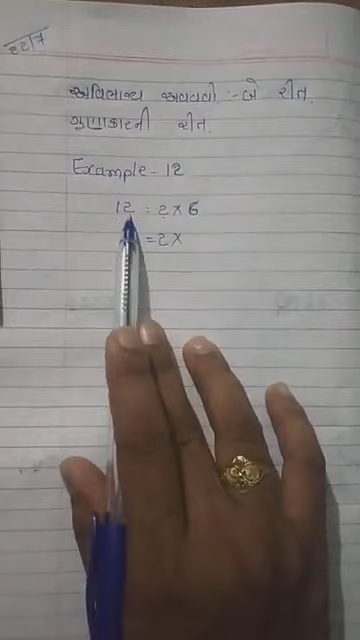 અવિભાજ્ય અવયવો :- બે રીત.
ગુણાકારની રીત.
Example - 12
12 = 2 × 6
= 2 ×